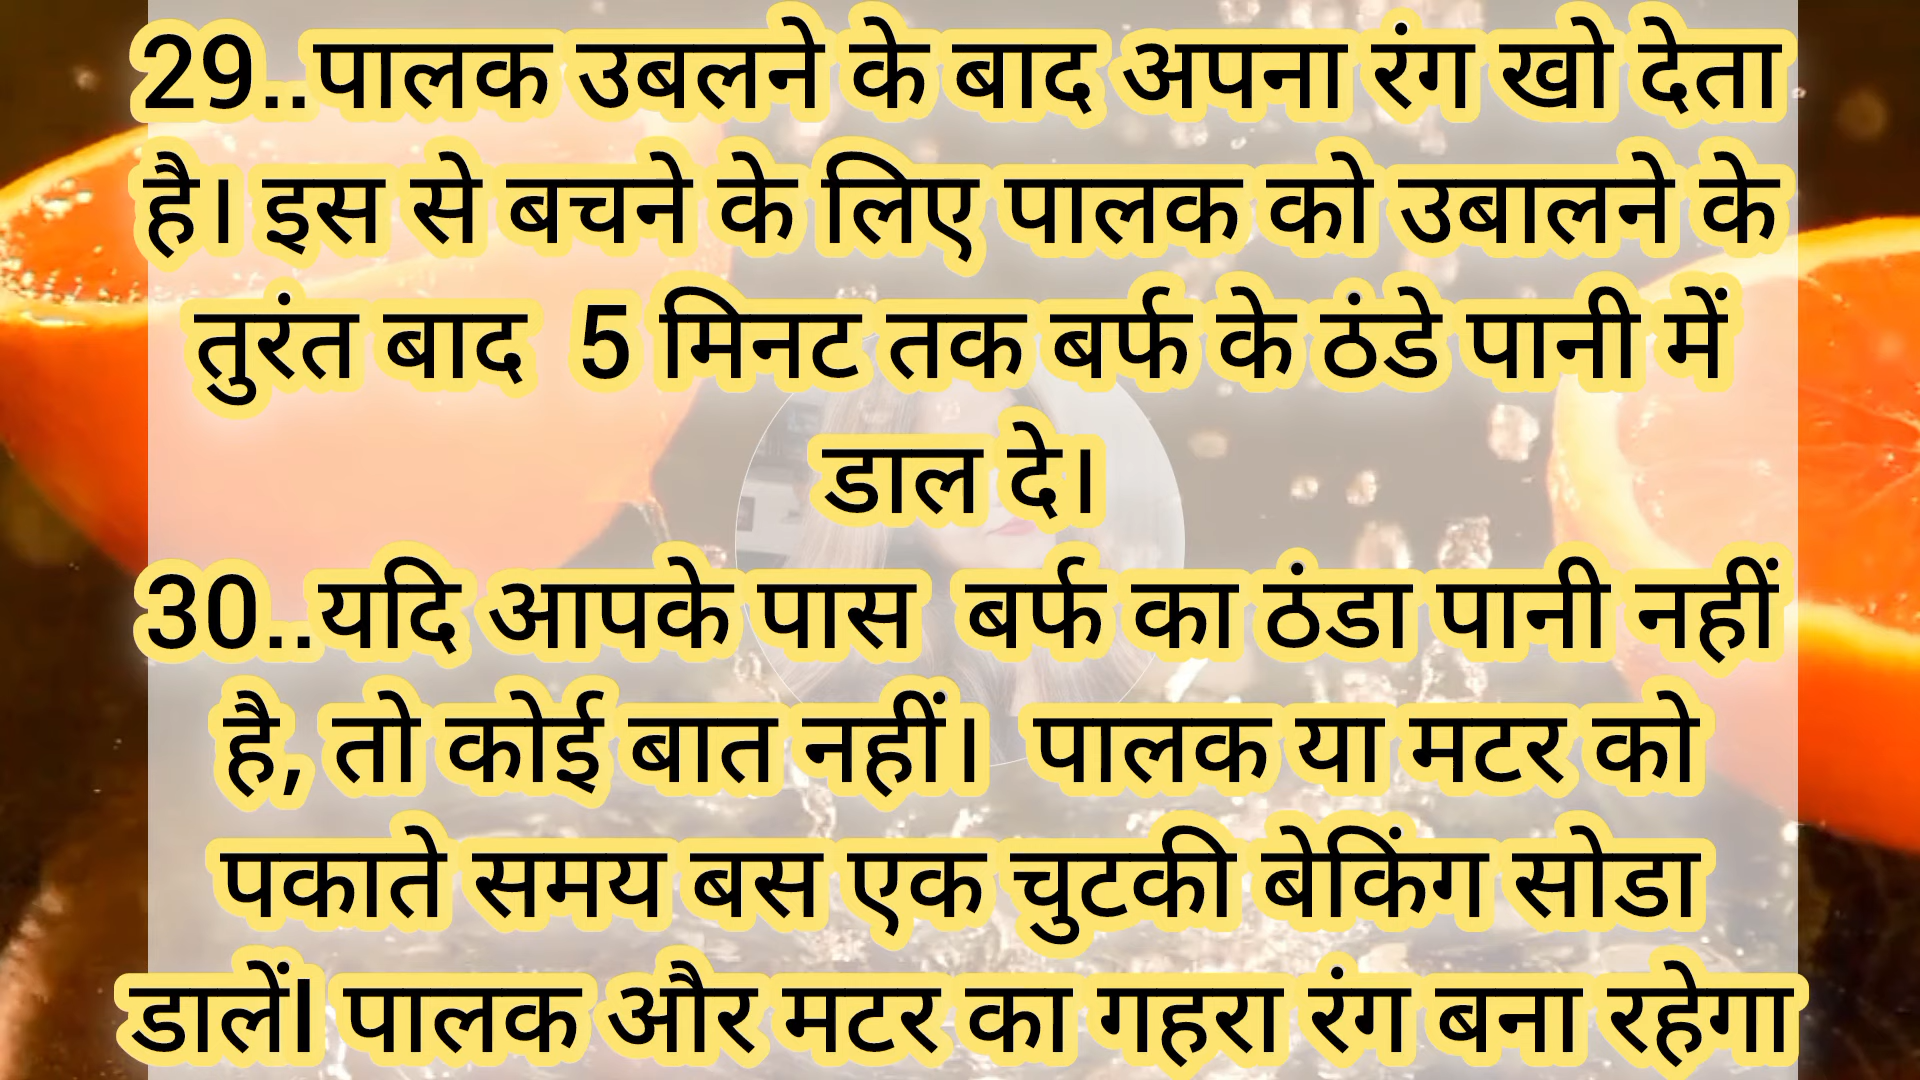 29..पालक उबलने के बाद अपना रंग खो देता
है। इस से बचने के लिए पालक को उबालने के
तुरंत बाद  5 मिनट तक बर्फ के ठंडे पानी में
डाल दे।
30..यदि आपके पास  बर्फ का ठंडा पानी नहीं
है, तो कोई बात नहीं।  पालक या मटर को
पकाते समय बस एक चुटकी बेकिंग सोडा
डालें| पालक और मटर का गहरा रंग बना रहेगा